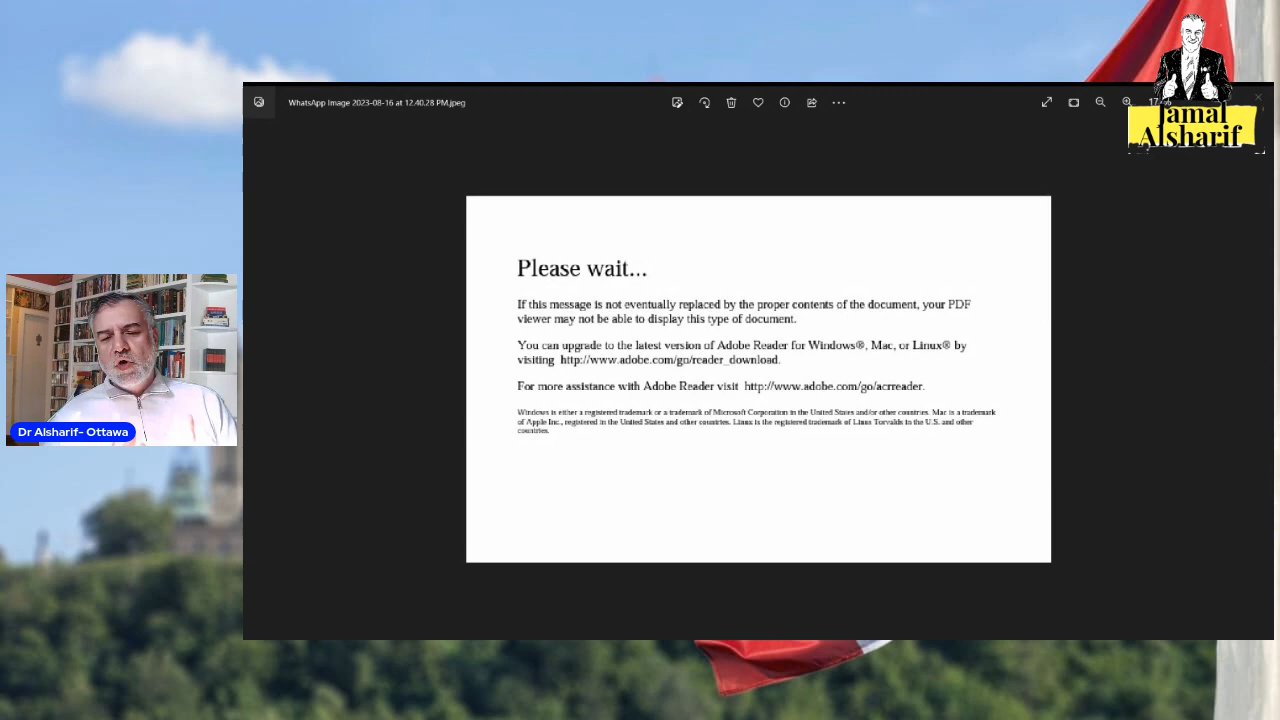 WhatsApp Image 2023-08-16 at 12.40.28 PM.jpeg
Jamal
Alsharif
Please wait...
If this message is not eventually replaced by the proper contents of the document, your PDF
viewer may not be able to display this type of document.
You can upgrade to the latest version of Adobe Reader for Windows®, Mac, or Linux® by
visiting http://www.adobe.com/go/reader_download.
For more assistance with Adobe Reader visit http://www.adobe.com/go/acrreader.
Windows is either a registered trademark or a trademark of Microsoft Corporation in the United States and/or other countries. Mac is a trademark
of Apple Inc., registered in the United States and other countries. Linux is the registered trademark of Linus Torvalds in the U.S. and other
countries.
Dr Alsharif- Ottawa